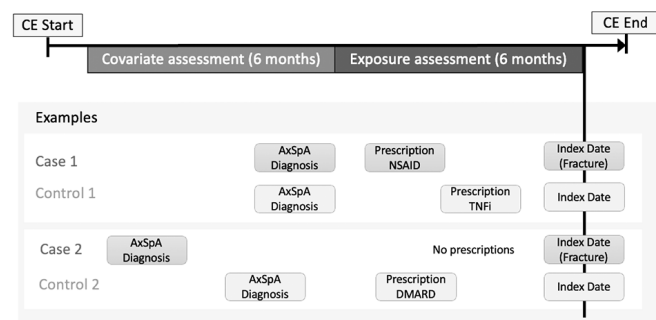 CE Start
CE End
Covariate assessment (6 months)
Exposure assessment (6 months)
Examples
Case 1
AxSpA
Diagnosis
Prescription
NSAID
Index Date
(Fracture)
Control 1
AxSpA
Diagnosis
Prescription
TNFi
Index Date
Case 2
AxSpA
Diagnosis
No prescriptions
Index Date
(Fracture)
Control 2
AxSpA
Diagnosis
Prescription
DMARD
Index Date